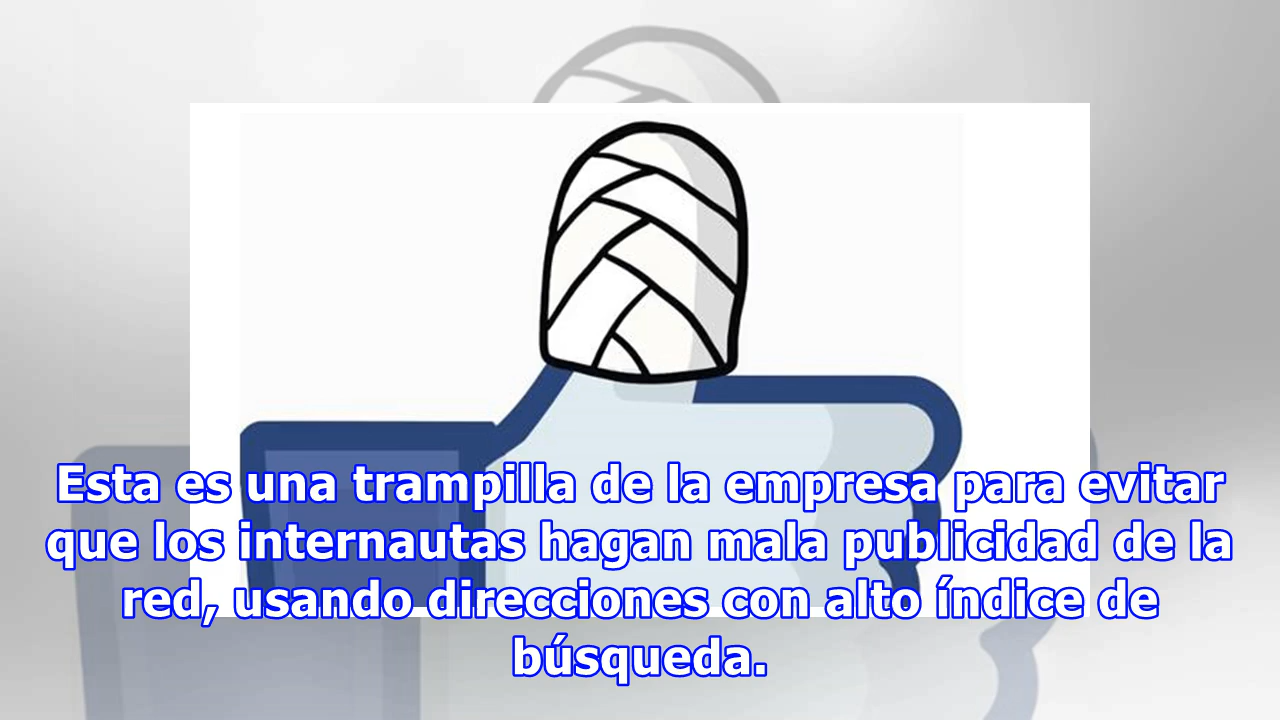 Esta es una trampilla de la empresa para evitar
que los internautas hagan mala publicidad de la
red, usando direcciones con alto índice de
búsqueda.